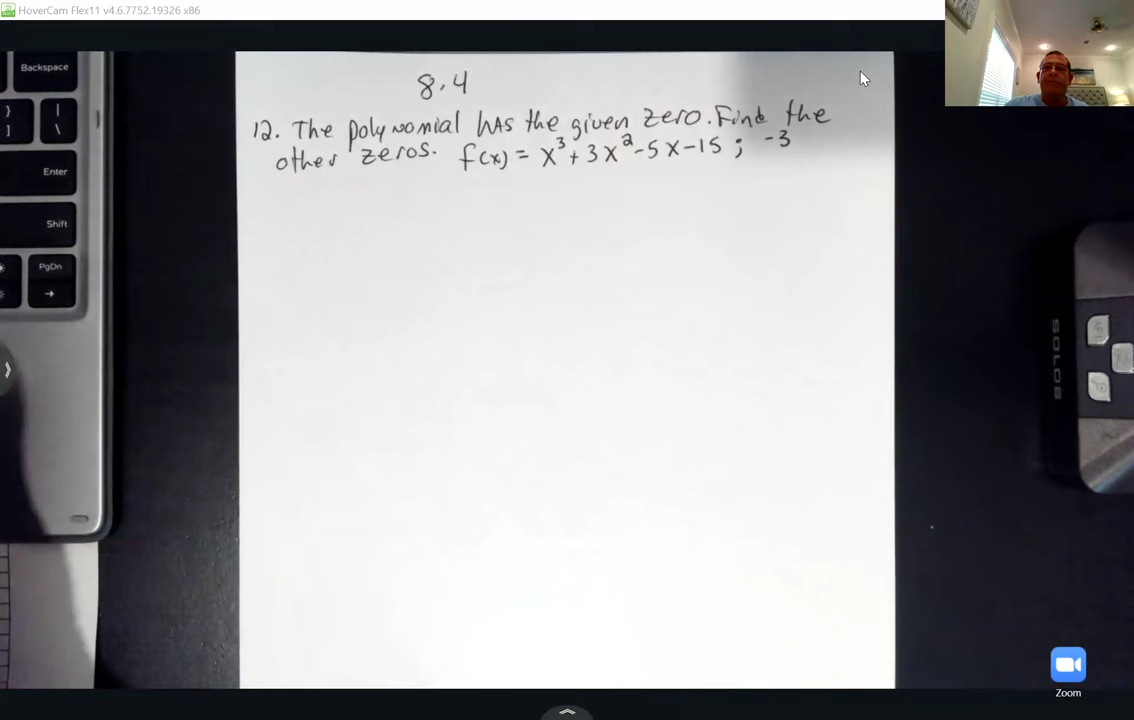 HoverCam Flex11 v4.6.7752.19326 x86
8.4
12. The polynomial has the given zero. Find the
other zeros. f(x) = x³ + 3x² - 5x - 15 ; -3
Backspace
}
]
|
\
Enter
Shift
PgDn
SOLOE
Zoom